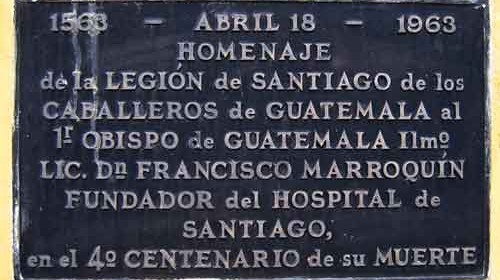 1563 - ABRIL 18 - 1963
HOMENAJE
de la LEGIÓN de SANTIAGO de los
CABALLEROS de GUATEMALA al
1r OBISPO de GUATEMALA Ilmº
LIC. Dn FRANCISCO MARROQUÍN
FUNDADOR del HOSPITAL de
SANTIAGO,
en el 4º CENTENARIO de su MUERTE